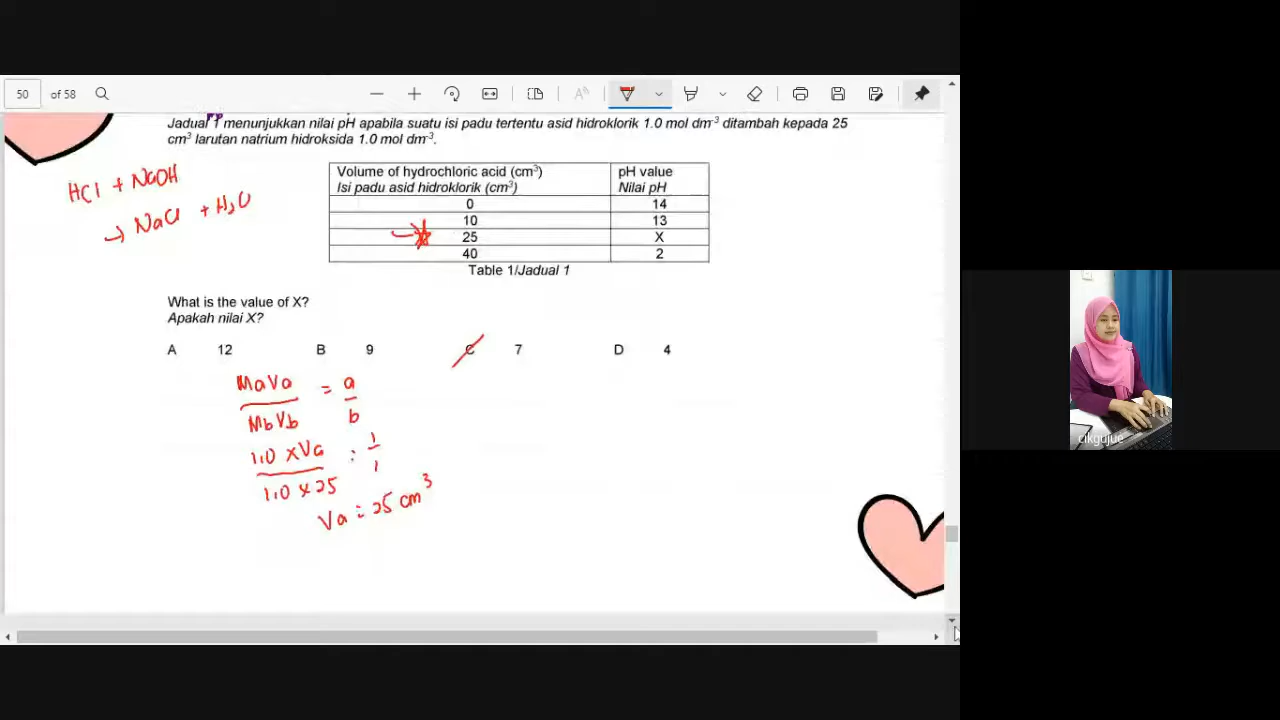 50 of 58
Jadual 1 menunjukkan nilai pH apabila suatu isi padu tertentu asid hidroklorik 1.0 mol dm⁻³ ditambah kepada 25
cm³ larutan natrium hidroksida 1.0 mol dm⁻³.
HCl + NaOH
→ NaCl + H₂O
Volume of hydrochloric acid (cm³) pH value
Isi padu asid hidroklorik (cm³) Nilai pH
0 14
10 13
25 X
40 2
Table 1/Jadual 1
What is the value of X?
Apakah nilai X?
A 12 B 9 C 7 D 4
MaVa = a
MbVb b
1.0 x Va : 1
1.0 x 25 1
Va = 25 cm³
cikgujue